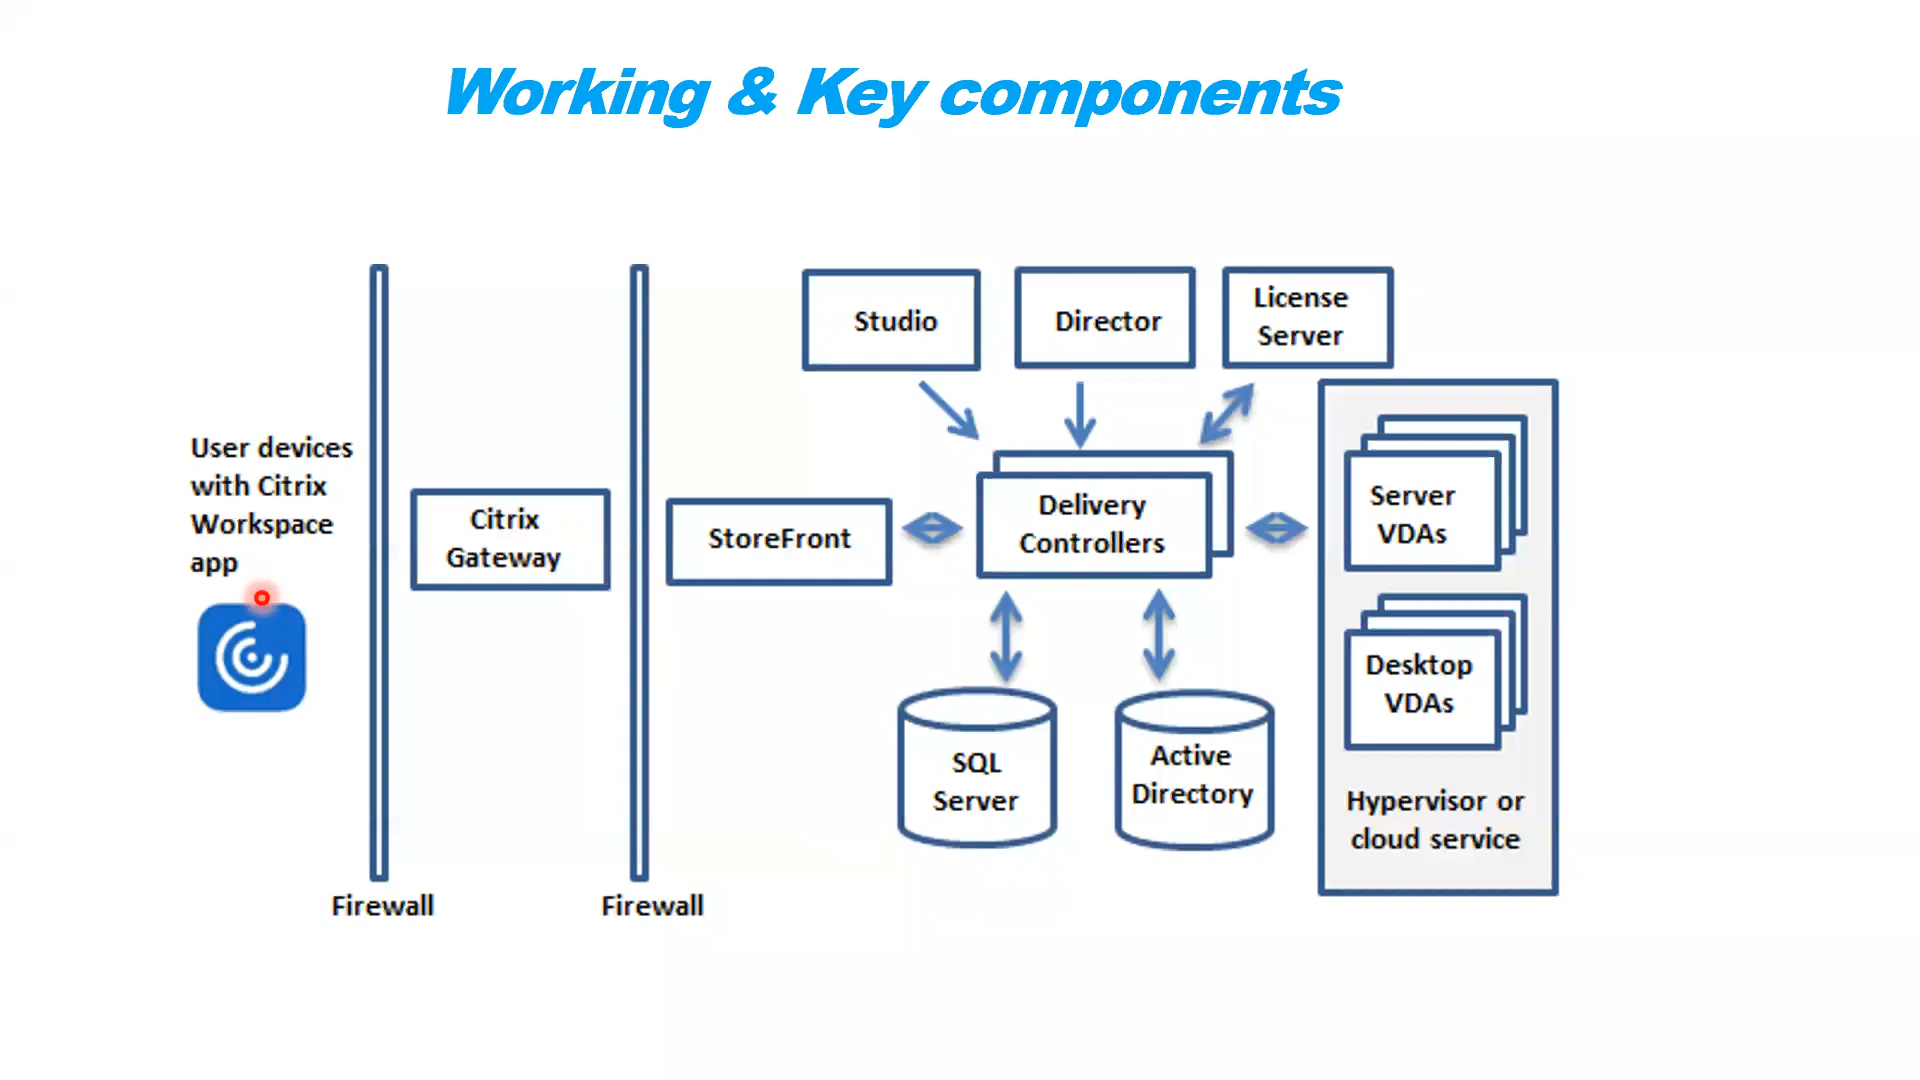 Working & Key components
Studio
Director
License
Server
User devices
with Citrix
Workspace
app
Citrix
Gateway
StoreFront
Delivery
Controllers
Server
VDAs
Desktop
VDAs
SQL
Server
Active
Directory
Hypervisor or
cloud service
Firewall
Firewall